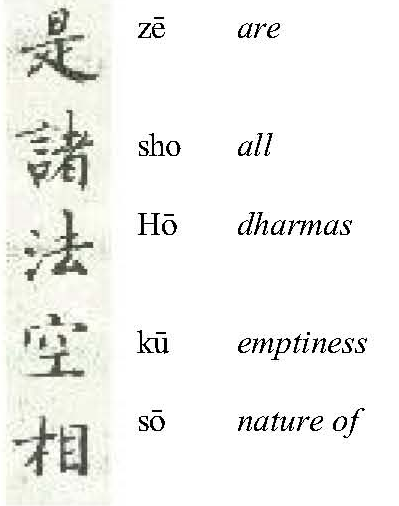 是 zē are
諸 sho all
法 Hō dharmas
空 kū emptiness
相 sō nature of